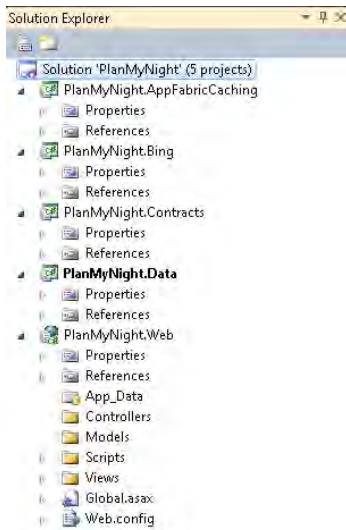 Solution Explorer
Solution 'PlanMyNight' (5 projects)
PlanMyNight.AppFabricCaching
Properties
References
PlanMyNight.Bing
Properties
References
PlanMyNight.Contracts
Properties
References
PlanMyNight.Data
Properties
References
PlanMyNight.Web
Properties
References
App_Data
Controllers
Models
Scripts
Views
Global.asax
Web.config